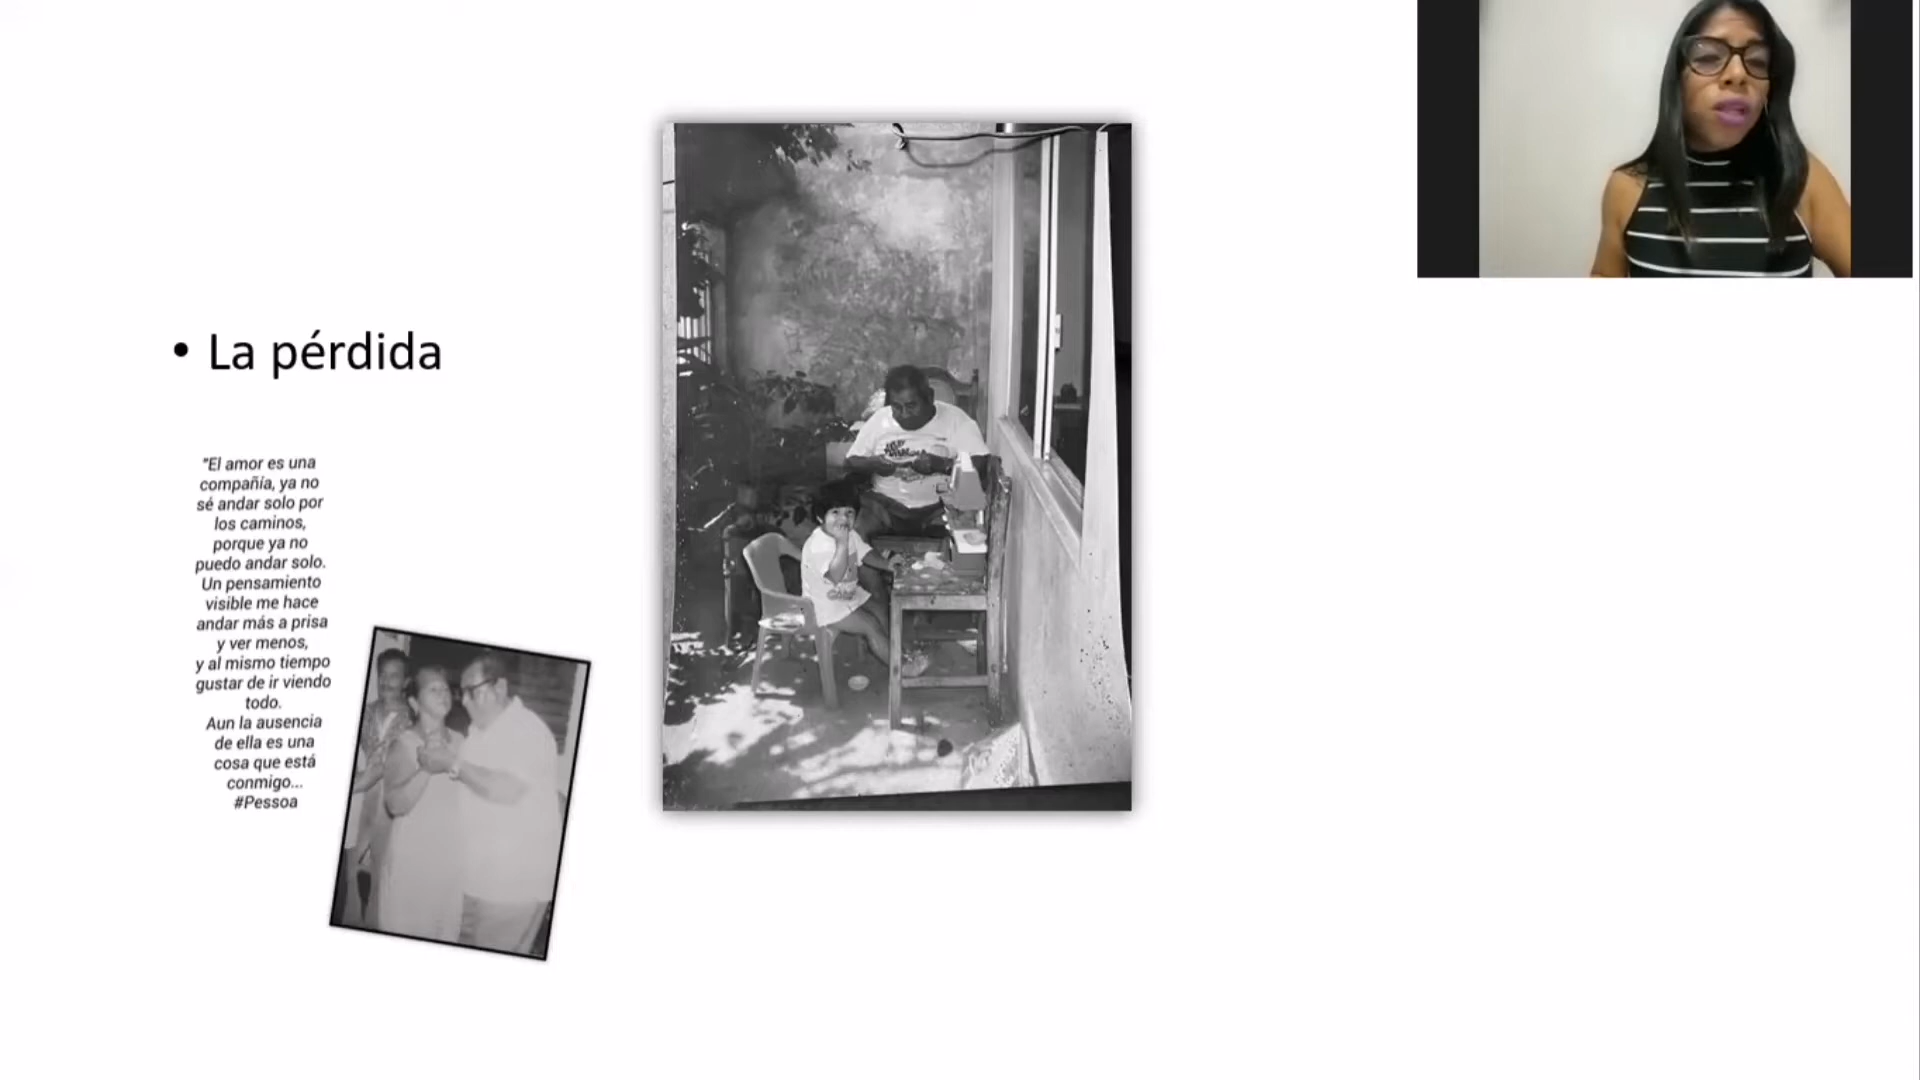 • La pérdida
"El amor es una
compañía, ya no
sé andar solo por
los caminos,
porque ya no
puedo andar solo.
Un pensamiento
visible me hace
andar más a prisa
y ver menos,
y al mismo tiempo
gustar de ir viendo
todo.
Aun la ausencia
de ella es una
cosa que está
conmigo...
#Pessoa